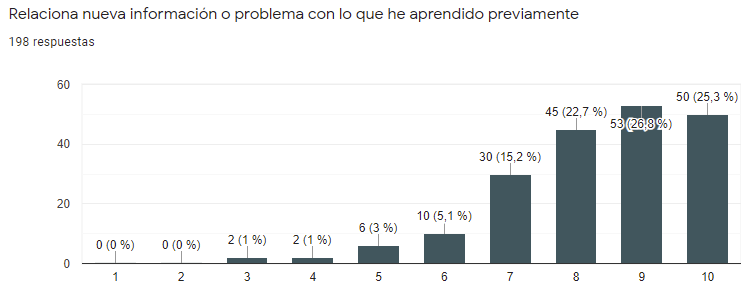 Relaciona nueva información o problema con lo que he aprendido previamente
198 respuestas
60
40
20
0
0 (0 %)
0 (0 %)
2 (1 %)
2 (1 %)
6 (3 %)
10 (5,1 %)
30 (15,2 %)
45 (22,7 %)
53 (26,8 %)
50 (25,3 %)
1 2 3 4 5 6 7 8 9 10